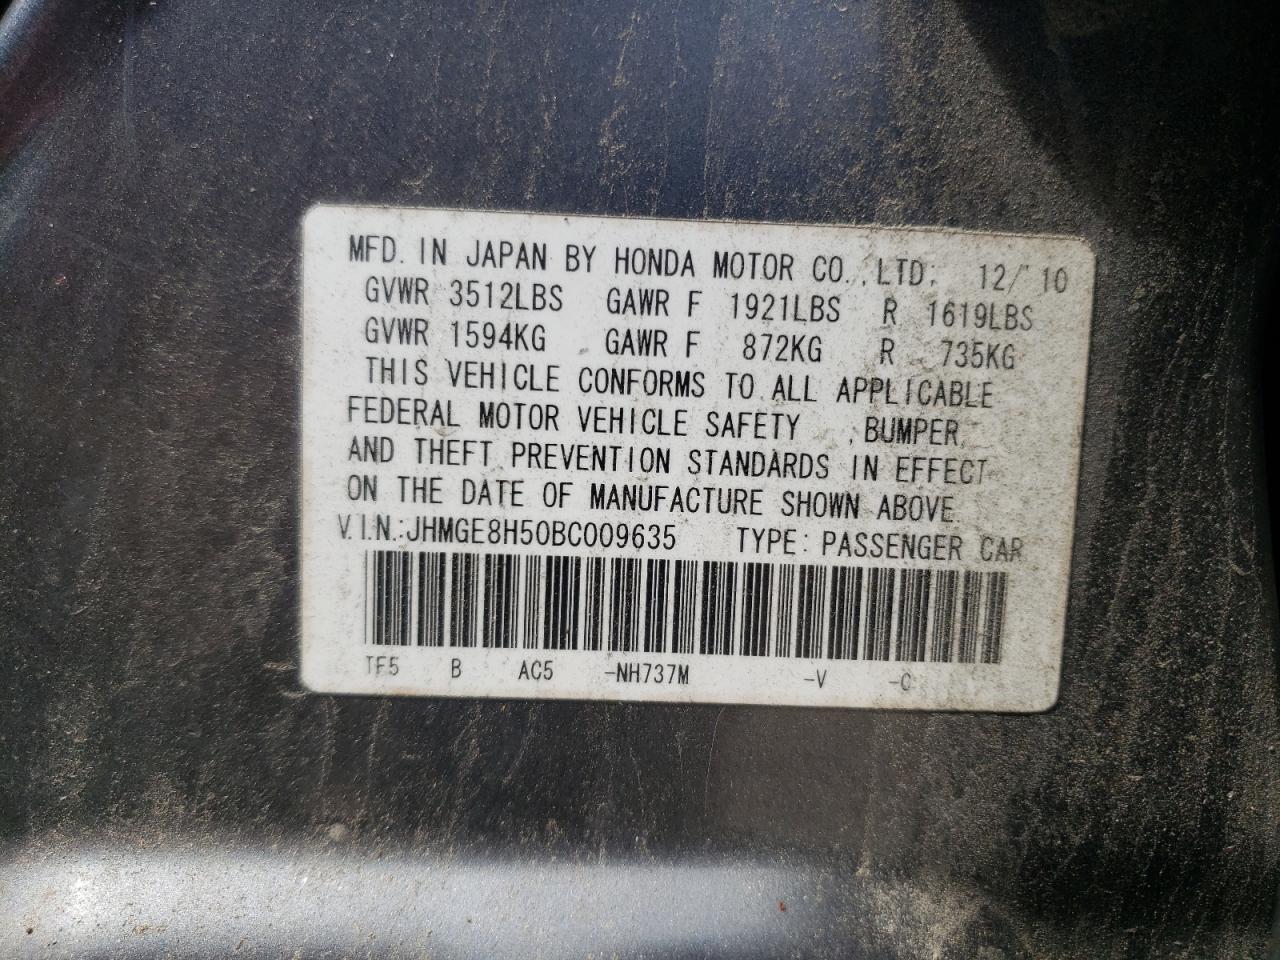 MFD. IN JAPAN BY HONDA MOTOR CO., LTD. 12/'10
GVWR 3512LBS GAWR F 1921LBS R 1619LBS
GVWR 1594KG GAWR F 872KG R 735KG
THIS VEHICLE CONFORMS TO ALL APPLICABLE
FEDERAL MOTOR VEHICLE SAFETY , BUMPER,
AND THEFT PREVENTION STANDARDS IN EFFECT
ON THE DATE OF MANUFACTURE SHOWN ABOVE.
V.I.N.:JHMGE8H50BC009635 TYPE: PASSENGER CAR
TF5 B AC5 -NH737M -V -C